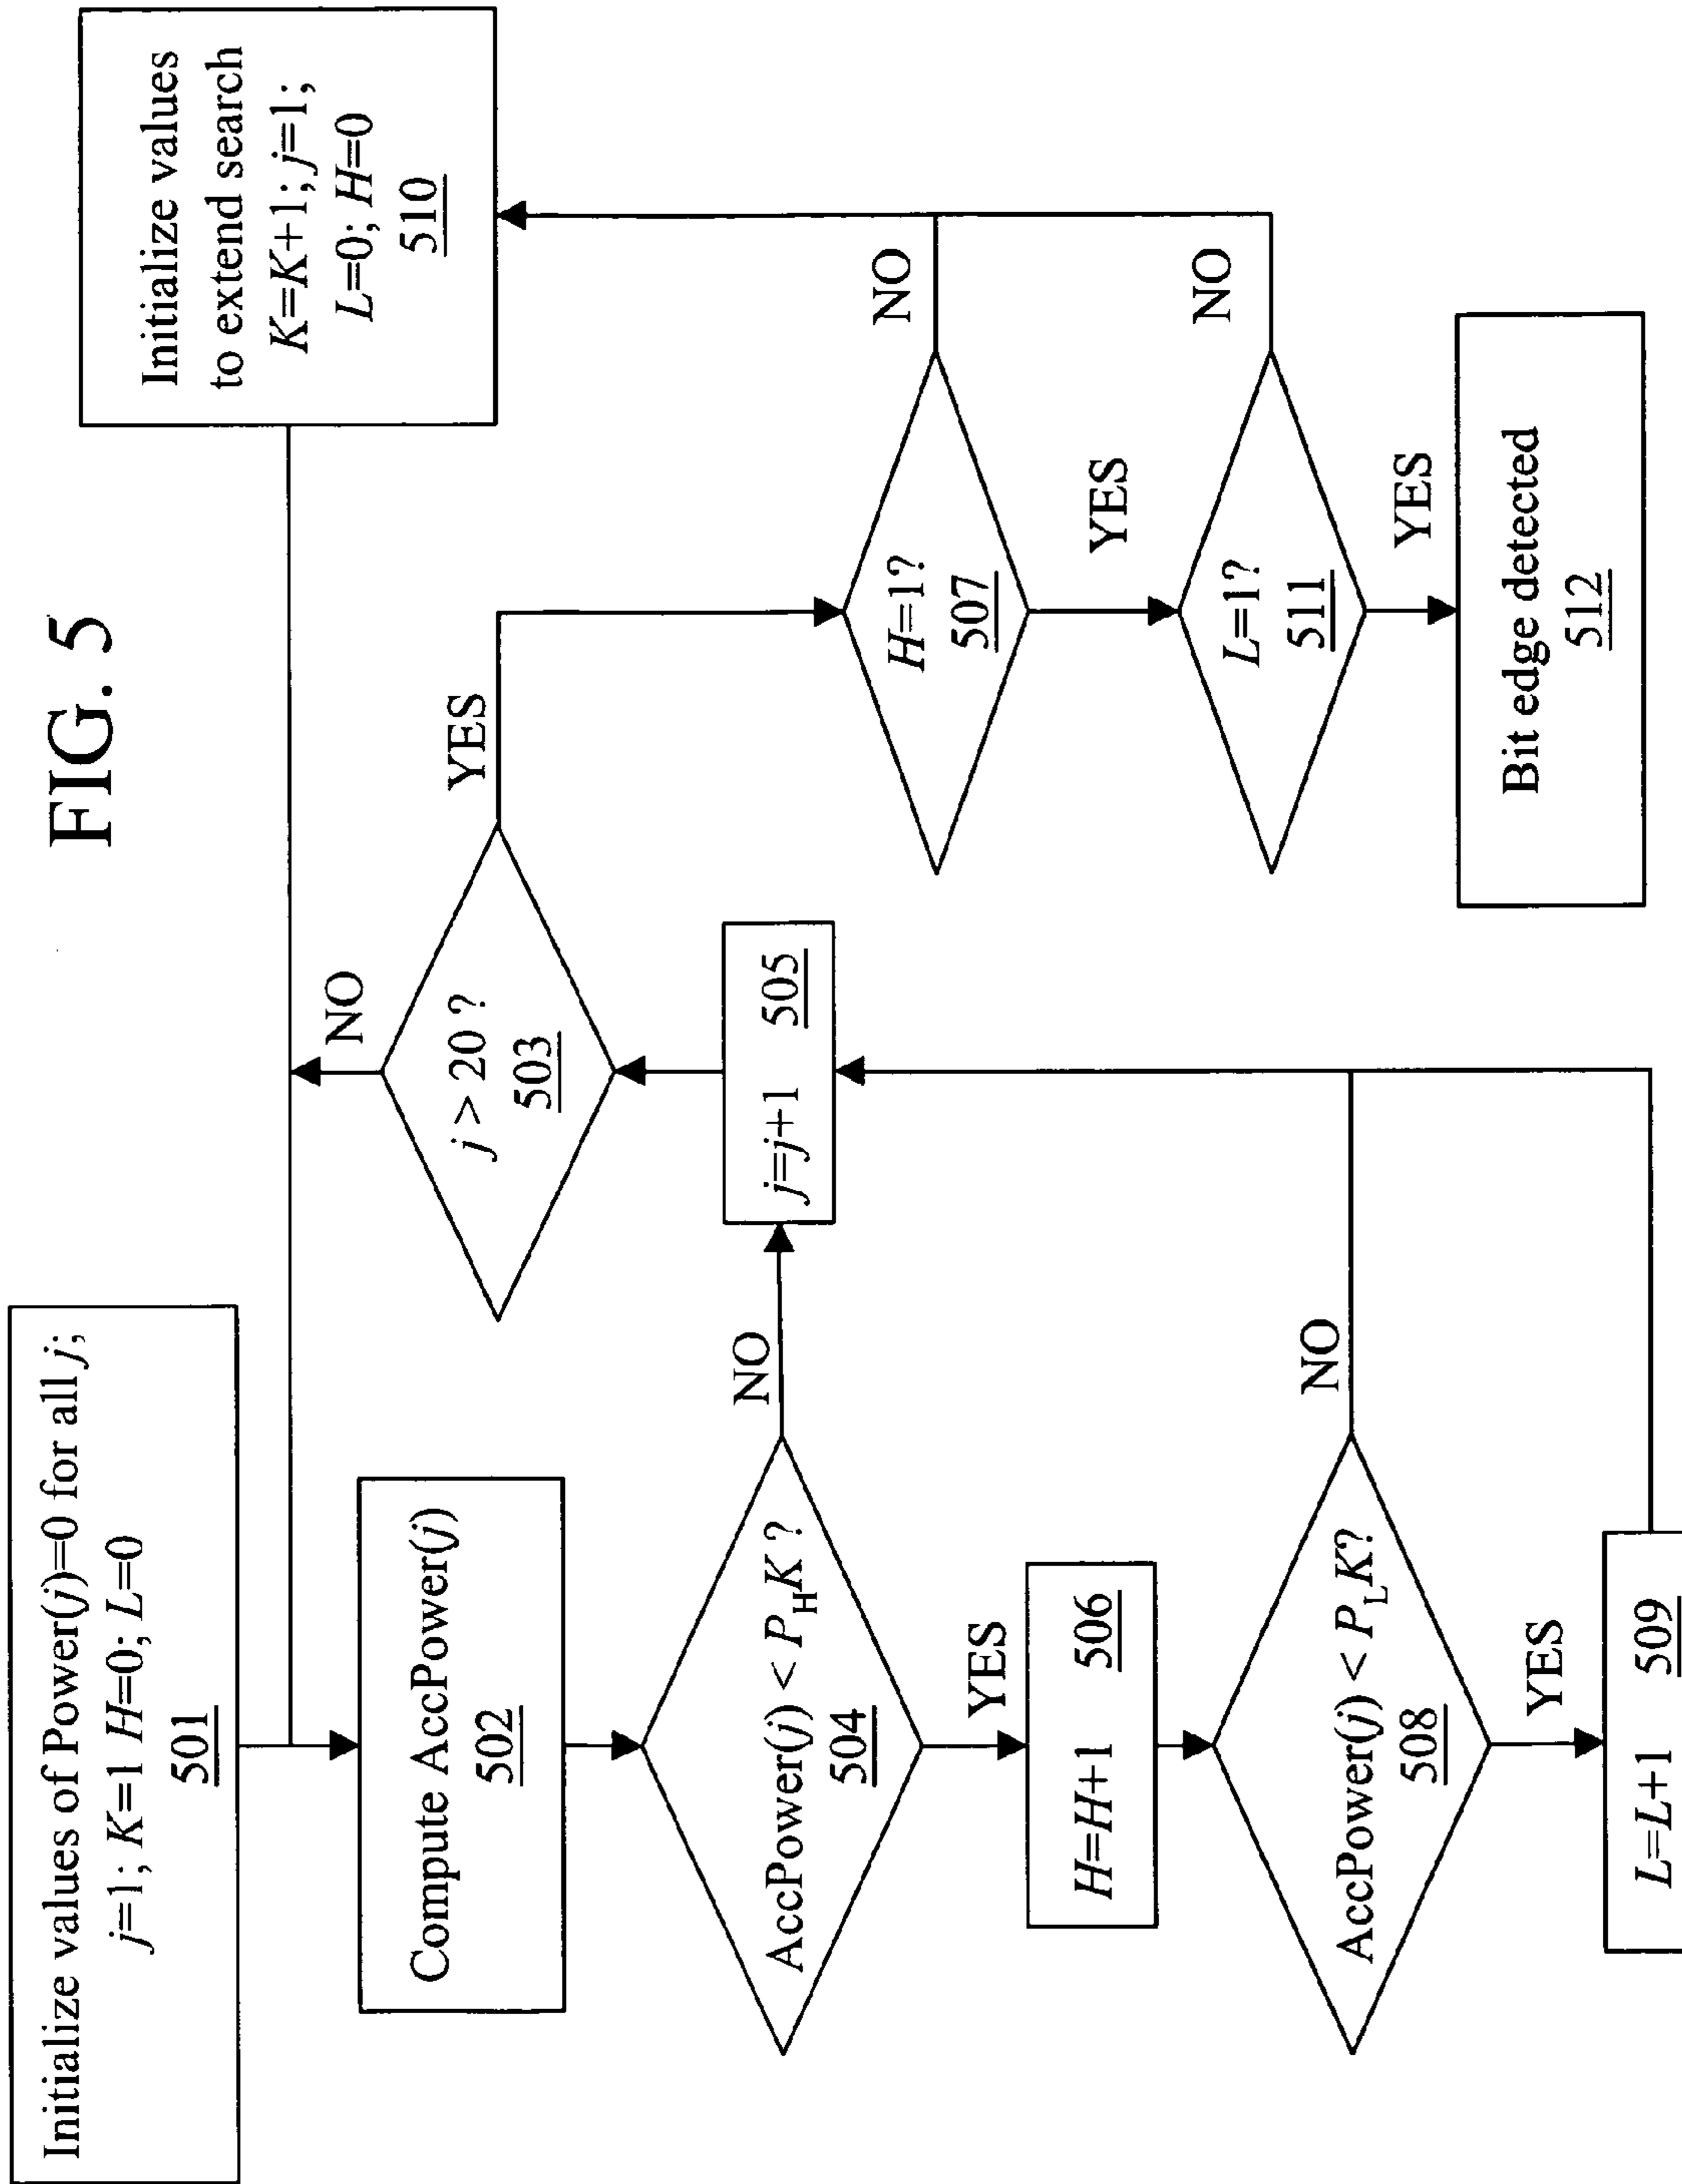 FIG. 5
Initialize values of Power(j)=0 for all j;
j=1; K=1 H=0; L=0
501
Compute AccPower(j)
502
AccPower(j) < P_H K ?
504
NO
YES
H=H+1 506
AccPower(j) < P_L K?
508
NO
YES
L=L+1 509
j=j+1 505
j > 20 ?
503
NO
YES
H=1?
507
NO
YES
L=1?
511
NO
YES
Bit edge detected
512
Initialize values
to extend search
K=K+1; j=1;
L=0; H=0
510